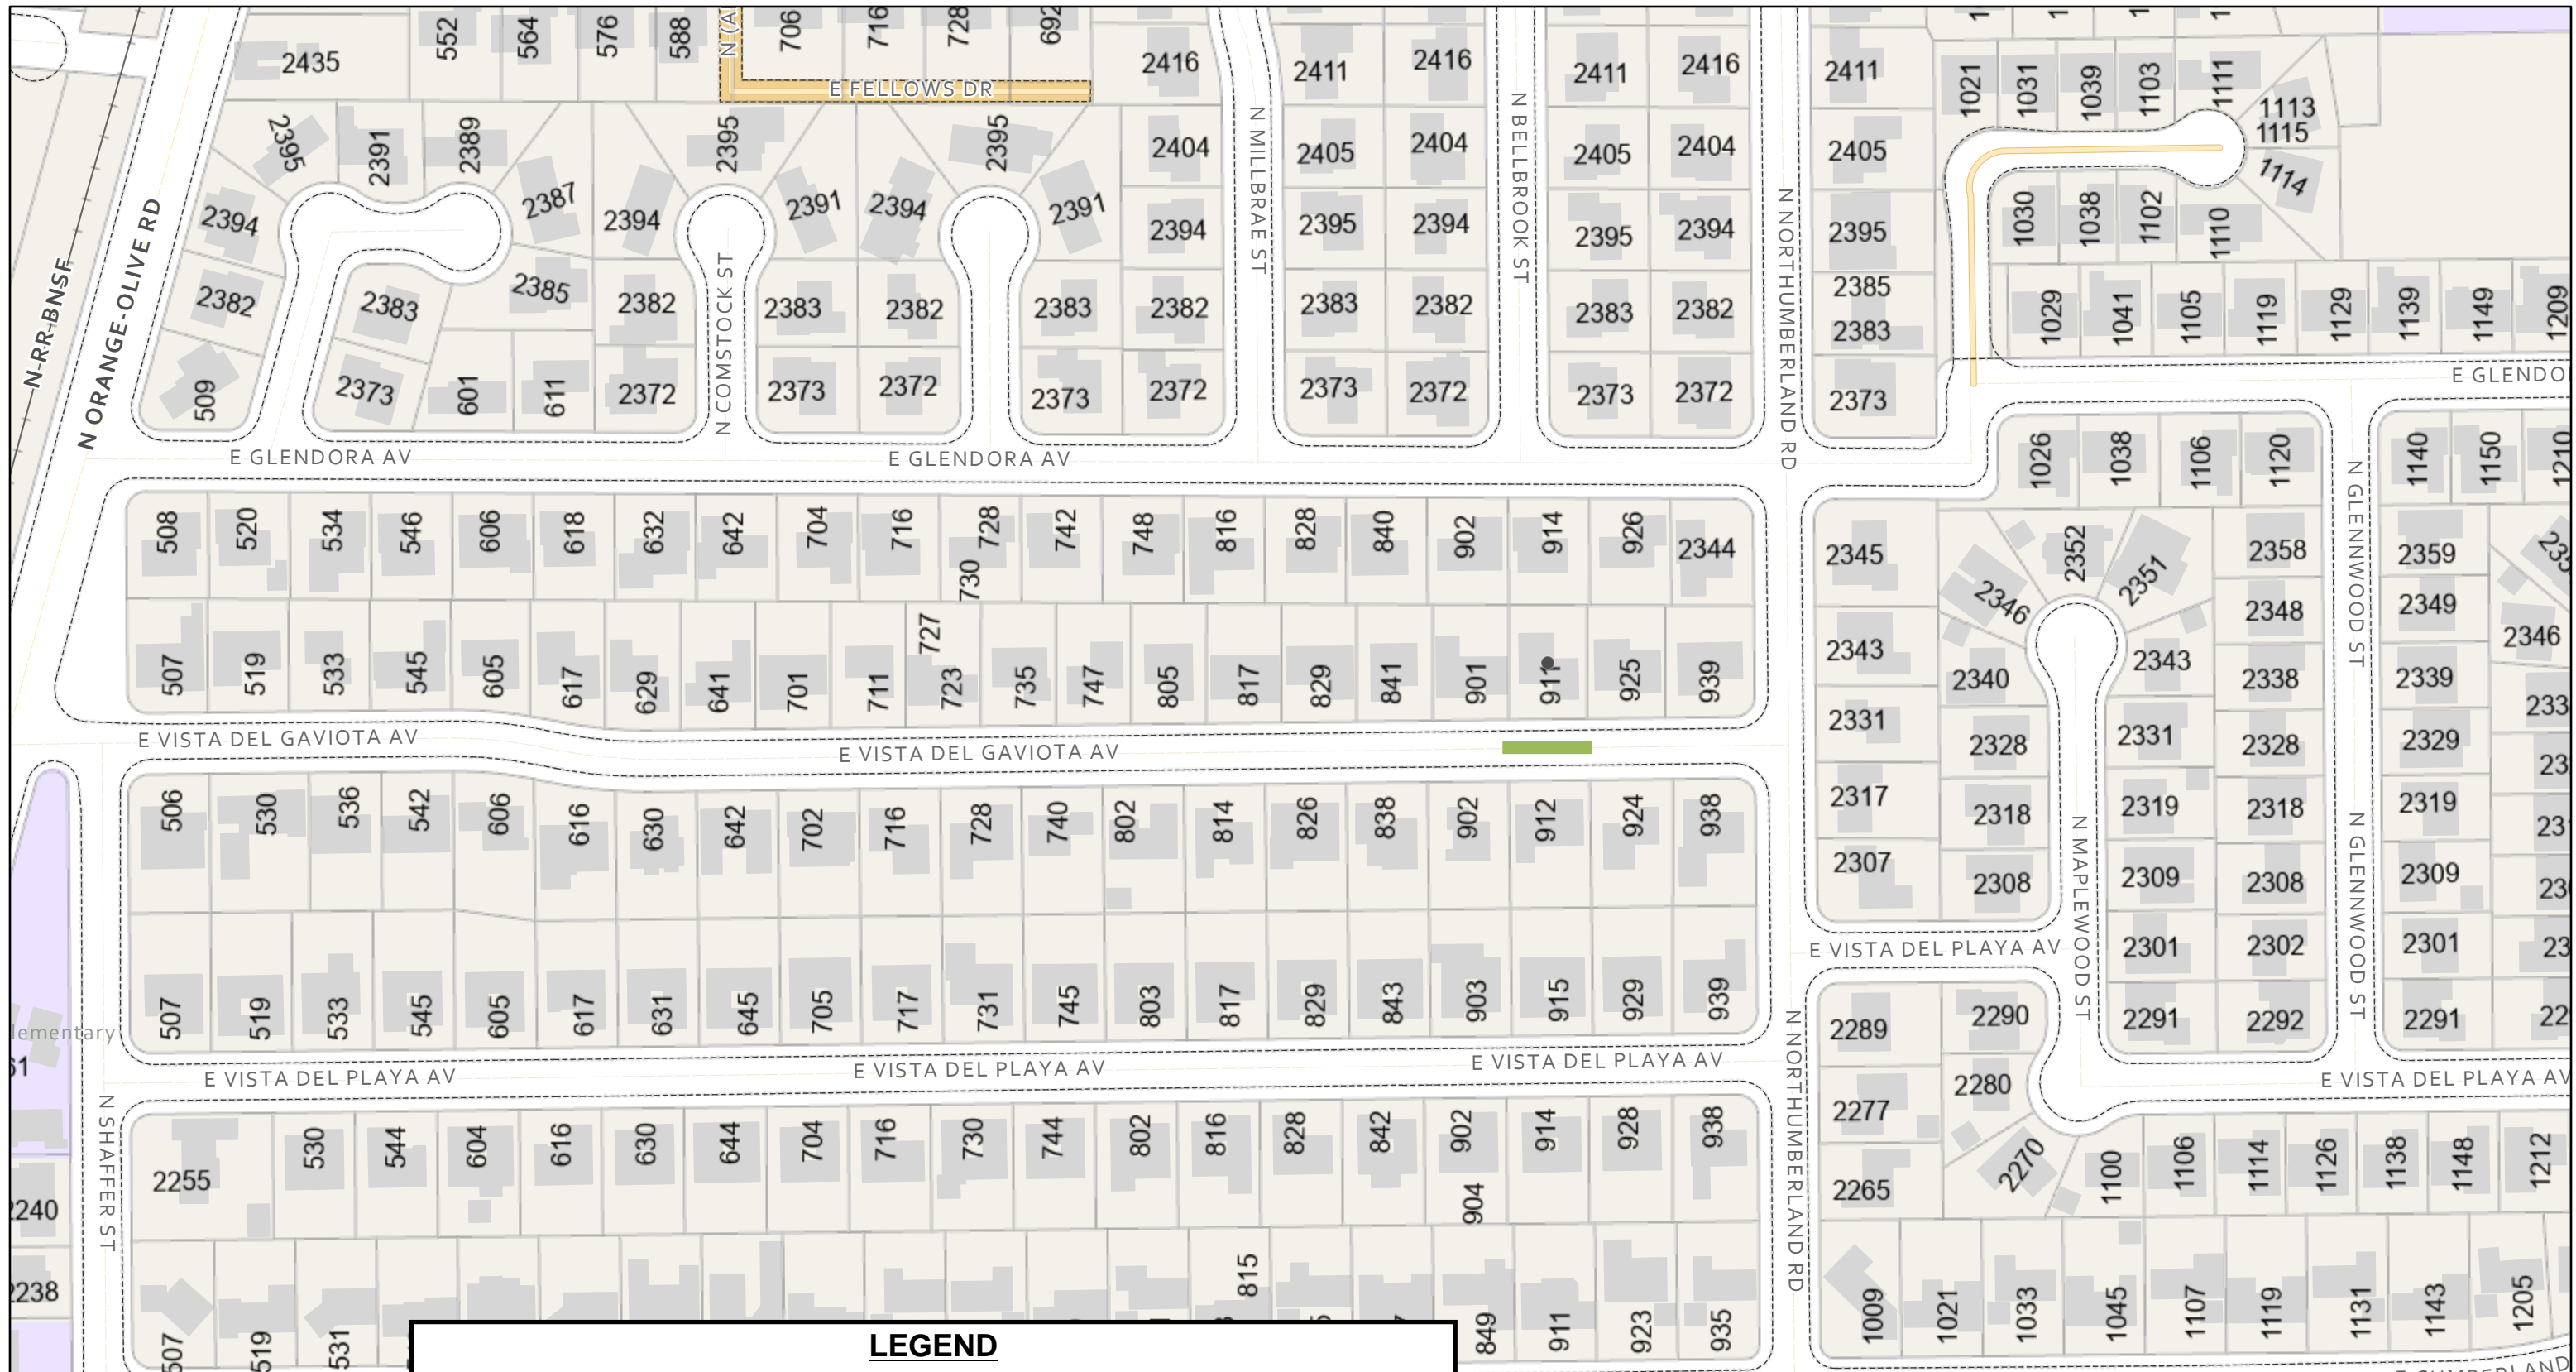 552 564 576 588 N (A 706 716 728 692
2435 2416 2411 2416 2411 2416 2411
E FELLOWS DR
1021 1031 1039 1103 1111 1113
1115
1114
2395 2391 2389 2395 2395 2404 2405 2404 2405 2404 2405
2394 2387 2394 2391 2394 2391 2394 2395 2394 2395 2394 2395
1030 1038 1102 1110
2382 2383 2385 2382 2383 2382 2383 2382 2383 2382 2383 2382 2385
2383
1029 1041 1105 1119 1129 1139 1149 1209
509 2373 601 611 2372 2373 2372 2373 2372 2373 2372 2373 2372 2373
N RR BNSF
N ORANGE-OLIVE RD
N COMSTOCK ST
N MILLBRAE ST
N BELLBROOK ST
N NORTHUMBERLAND RD
E GLENDO
E GLENDORA AV
E GLENDORA AV
1026 1038 1106 1120 1140 1150 1210
508 520 534 546 606 618 632 642 704 716 728 742 748 816 828 840 902 914 926 2344
730
2345 2352 2351 2358 2359
2346 2348 2349
N GLENNWOOD ST
727
507 519 533 545 605 617 629 641 701 711 723 735 747 805 817 829 841 901 911 925 939
2343 2340 2343 2338 2339 2346
2331 2328 2331 2328 2329
E VISTA DEL GAVIOTA AV
E VISTA DEL GAVIOTA AV
506 530 536 542 606 616 630 642 702 716 728 740 802 814 826 838 902 912 924 938
2317 2318 2319 2318 2319
2307 2308 2309 2308 2309
N MAPLEWOOD ST
N GLENNWOOD ST
E VISTA DEL PLAYA AV
2301 2302 2301
507 519 533 545 605 617 631 645 705 717 731 745 803 817 829 843 903 915 929 939
2289 2290 2291 2292 2291
lementary
61
E VISTA DEL PLAYA AV
E VISTA DEL PLAYA AV
E VISTA DEL PLAYA AV
E VISTA DEL PLAYA AV
N SHAFFER ST
N NORTHUMBERLAND RD
2280
2277
2255 530 544 604 616 630 644 704 716 730 744 802 816 828 842 902 914 928 938
904
2265 2270 1100 1106 1114 1126 1138 1148 1212
2240
2238
815
507 519 531 849 911 923 935
1009 1021 1033 1045 1107 1119 1131 1143 1205
LEGEND